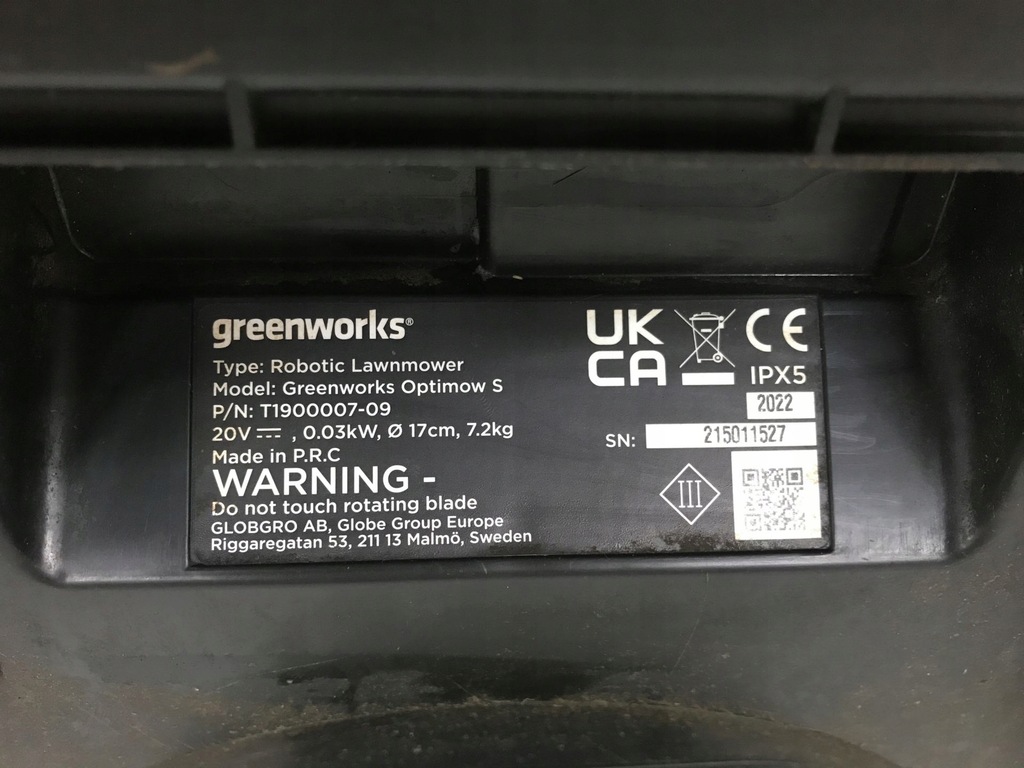 greenworks®
Type: Robotic Lawnmower
Model: Greenworks Optimow S
P/N: T1900007-09
20V ⎓ , 0.03kW, Ø 17cm, 7.2kg
Made in P.R.C
WARNING -
Do not touch rotating blade
GLOBGRO AB, Globe Group Europe
Riggaregatan 53, 211 13 Malmö, Sweden
UK
CA
CE
IPX5
2022
SN: 215011527
III